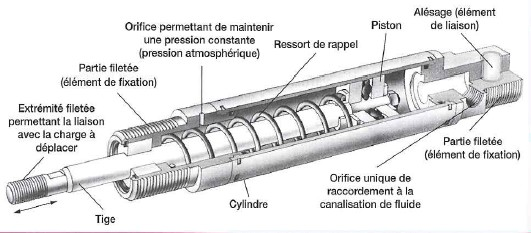 Orifice permettant de maintenir
une pression constante
(pression atmosphérique)
Ressort de rappel
Piston
Alésage (élément
de liaison)
Partie filetée
(élément de fixation)
Extrémité filetée
permettant la liaison
avec la charge à
déplacer
Partie filetée
(élément de fixation)
Orifice unique de
raccordement à la
canalisation de fluide
Cylindre
Tige